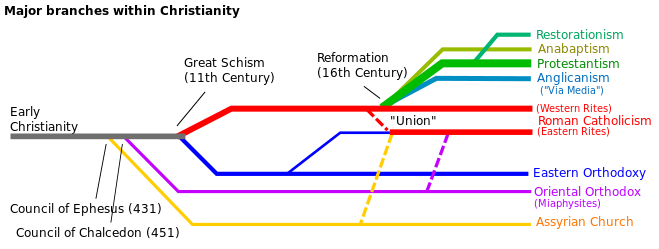 Major branches within Christianity
Restorationism
Anabaptism
Protestantism
Anglicanism
("Via Media")
Reformation
(16th Century)
Great Schism
(11th Century)
(Western Rites)
Early
Christianity
"Union"
Roman Catholicism
(Eastern Rites)
Eastern Orthodoxy
Oriental Orthodox
(Miaphysites)
Council of Ephesus (431)
Assyrian Church
Council of Chalcedon (451)